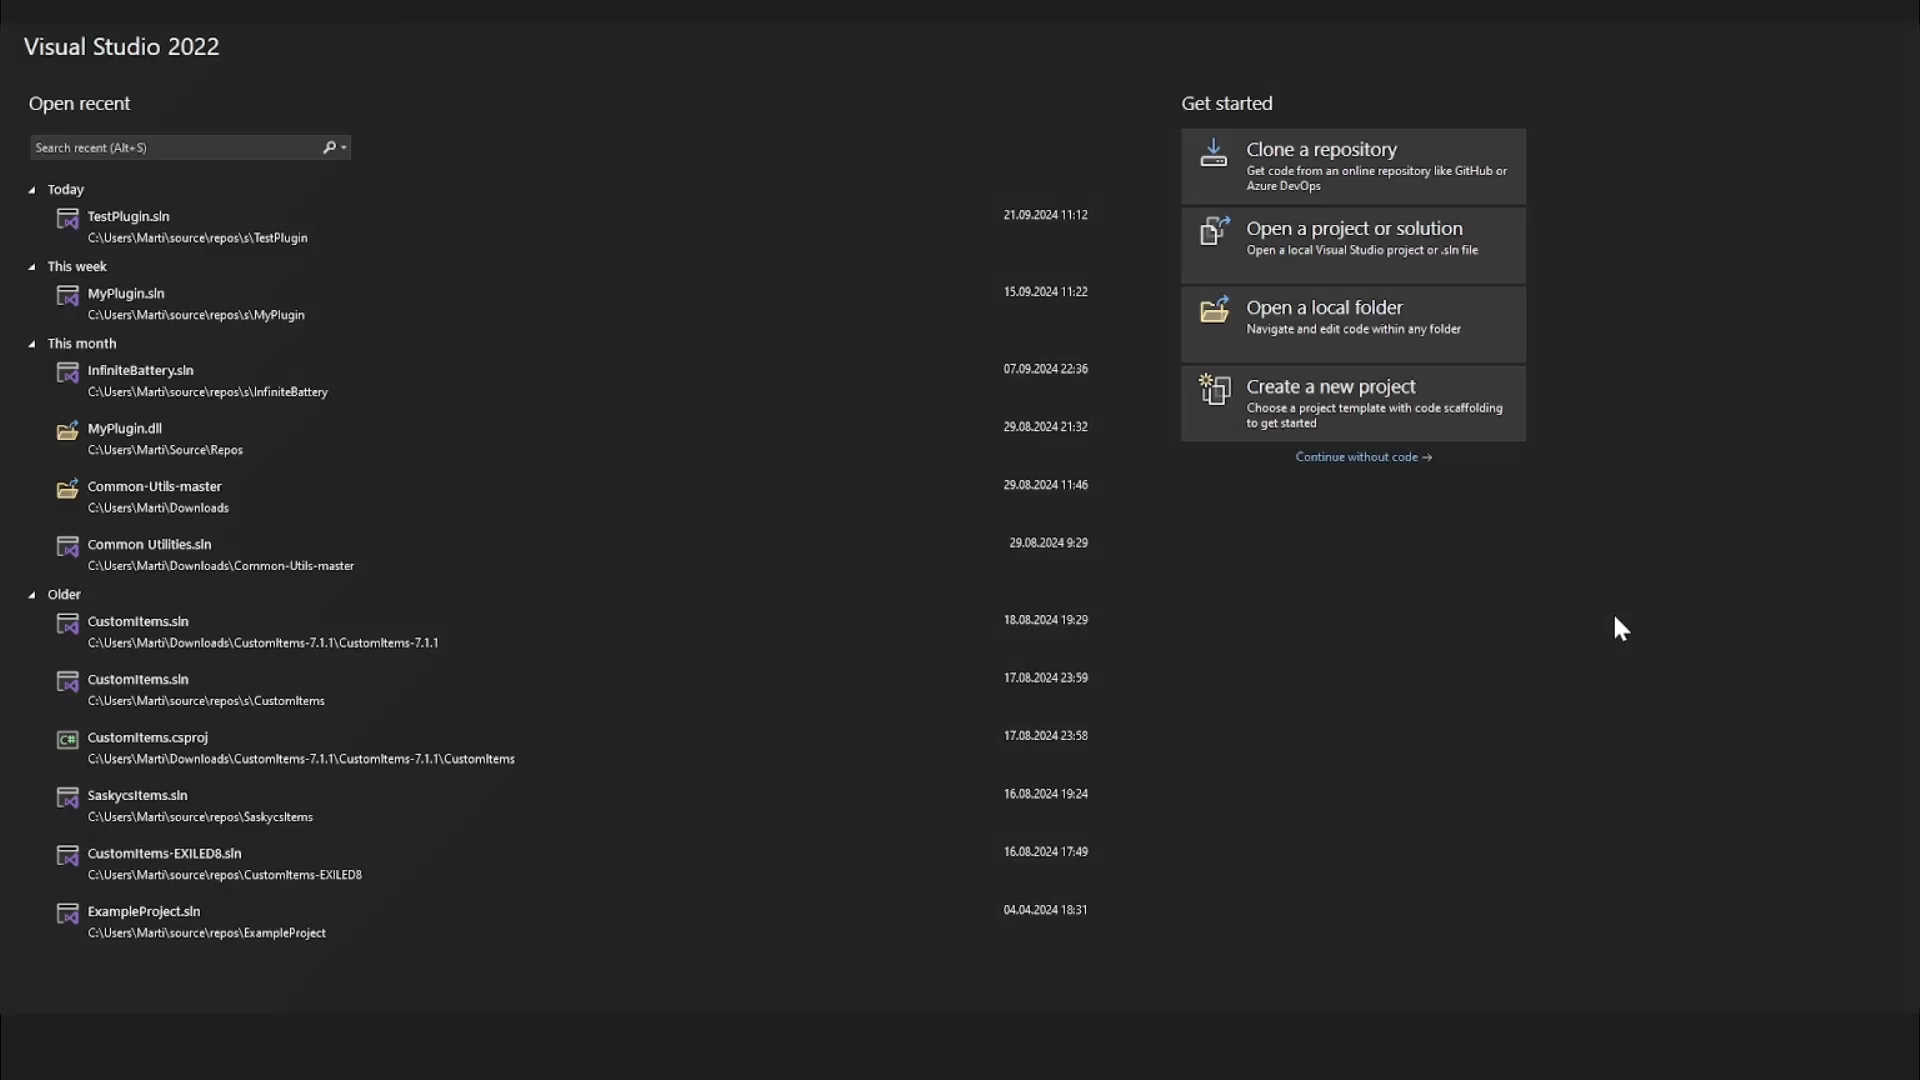 Visual Studio 2022
Open recent
Search recent (Alt+S)
Today
TestPlugin.sln
21.09.2024 11:12
C:\Users\Marti\source\repos\s\TestPlugin
This week
MyPlugin.sln
15.09.2024 11:22
C:\Users\Marti\source\repos\s\MyPlugin
This month
InfiniteBattery.sln
07.09.2024 22:36
C:\Users\Marti\source\repos\s\InfiniteBattery
MyPlugin.dll
29.08.2024 21:32
C:\Users\Marti\Source\Repos
Common-Utils-master
29.08.2024 11:46
C:\Users\Marti\Downloads
Common Utilities.sln
29.08.2024 9:29
C:\Users\Marti\Downloads\Common-Utils-master
Older
CustomItems.sln
18.08.2024 19:29
C:\Users\Marti\Downloads\CustomItems-7.1.1\CustomItems-7.1.1
CustomItems.sln
17.08.2024 23:59
C:\Users\Marti\source\repos\s\CustomItems
C#
CustomItems.csproj
17.08.2024 23:58
C:\Users\Marti\Downloads\CustomItems-7.1.1\CustomItems-7.1.1\CustomItems
SaskycsItems.sln
16.08.2024 19:24
C:\Users\Marti\source\repos\SaskycsItems
CustomItems-EXILED8.sln
16.08.2024 17:49
C:\Users\Marti\source\repos\CustomItems-EXILED8
ExampleProject.sln
04.04.2024 18:31
C:\Users\Marti\source\repos\ExampleProject
Get started
Clone a repository
Get code from an online repository like GitHub or
Azure DevOps
Open a project or solution
Open a local Visual Studio project or .sln file
Open a local folder
Navigate and edit code within any folder
Create a new project
Choose a project template with code scaffolding
to get started
Continue without code →